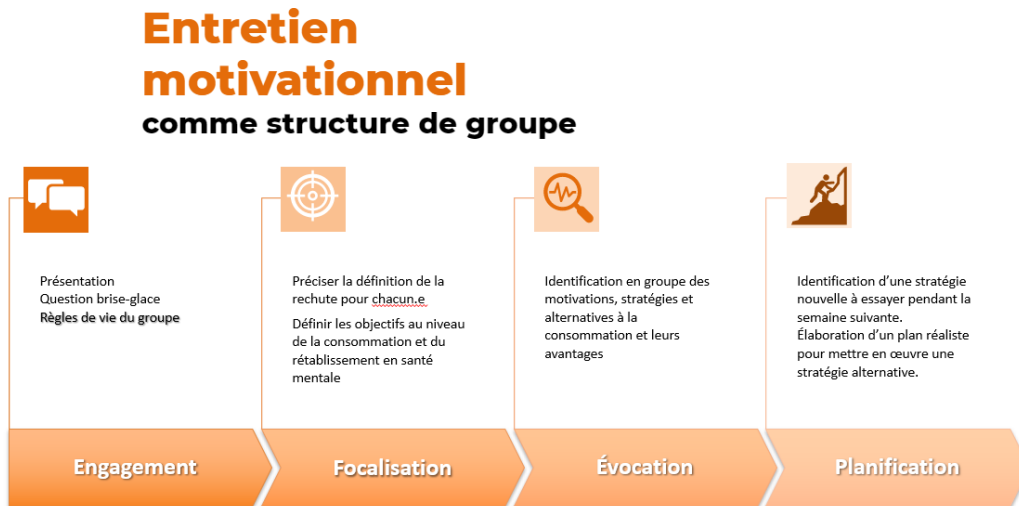 Entretien
motivationnel
comme structure de groupe
Présentation
Question brise-glace
Règles de vie du groupe
Préciser la définition de la
rechute pour chacun.e
Définir les objectifs au niveau
de la consommation et du
rétablissement en santé
mentale
Identification en groupe des
motivations, stratégies et
alternatives à la
consommation et leurs
avantages
Identification d’une stratégie
nouvelle à essayer pendant la
semaine suivante.
Élaboration d’un plan réaliste
pour mettre en œuvre une
stratégie alternative.
Engagement
Focalisation
Évocation
Planification